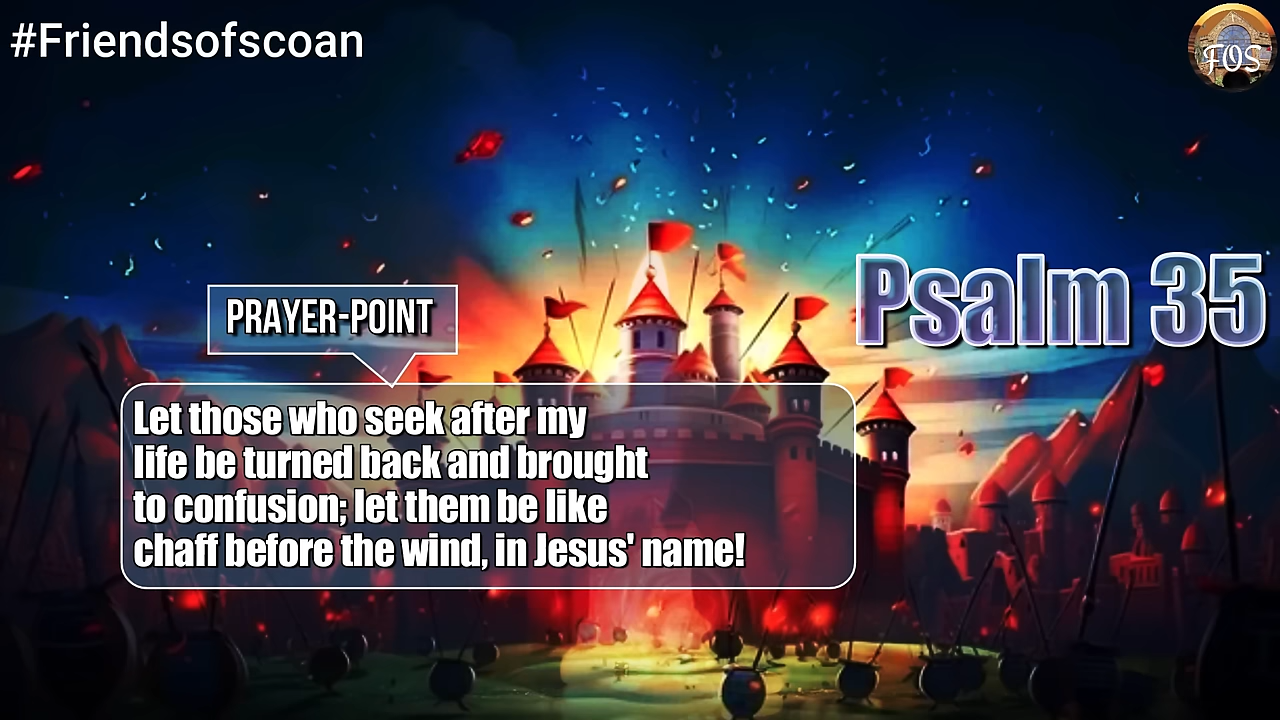 #Friendsofscoan
FOS
Psalm 35
PRAYER-POINT
Let those who seek after my
life be turned back and brought
to confusion; let them be like
chaff before the wind, in Jesus' name!